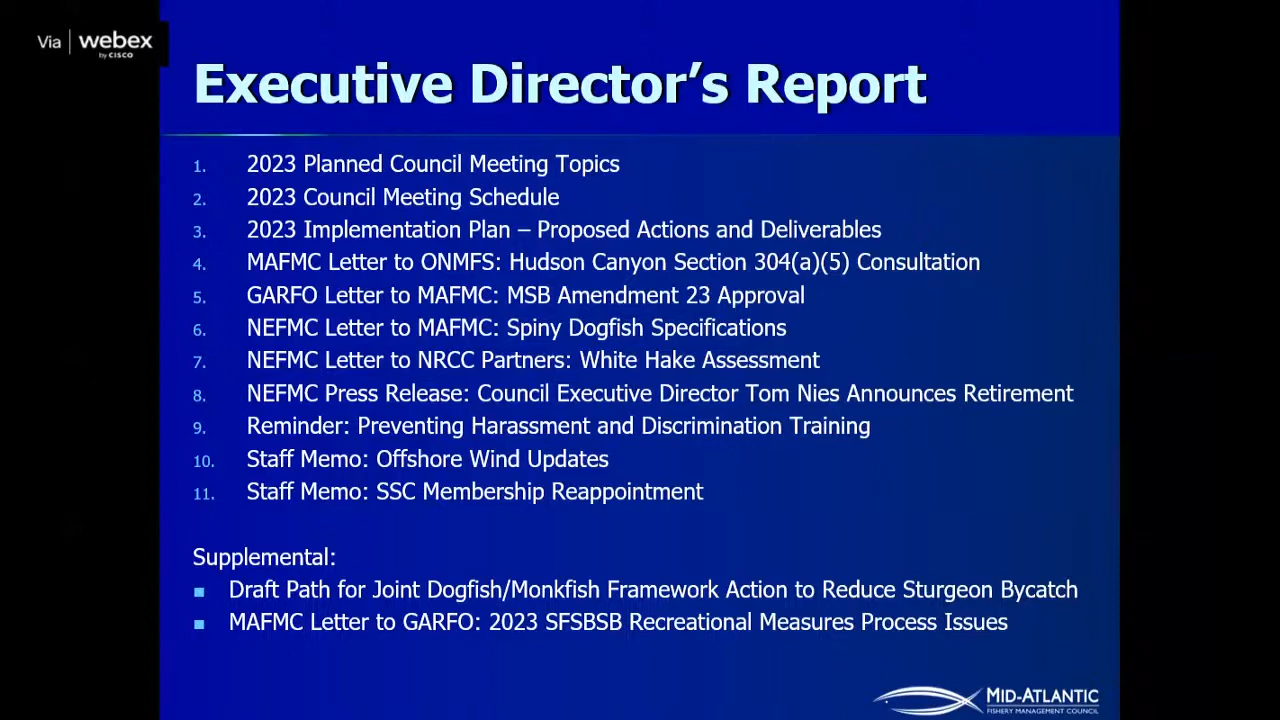 Via webex
by CISCO
Executive Director's Report
1. 2023 Planned Council Meeting Topics
2. 2023 Council Meeting Schedule
3. 2023 Implementation Plan – Proposed Actions and Deliverables
4. MAFMC Letter to ONMFS: Hudson Canyon Section 304(a)(5) Consultation
5. GARFO Letter to MAFMC: MSB Amendment 23 Approval
6. NEFMC Letter to MAFMC: Spiny Dogfish Specifications
7. NEFMC Letter to NRCC Partners: White Hake Assessment
8. NEFMC Press Release: Council Executive Director Tom Nies Announces Retirement
9. Reminder: Preventing Harassment and Discrimination Training
10. Staff Memo: Offshore Wind Updates
11. Staff Memo: SSC Membership Reappointment
Supplemental:
■ Draft Path for Joint Dogfish/Monkfish Framework Action to Reduce Sturgeon Bycatch
■ MAFMC Letter to GARFO: 2023 SFSBSB Recreational Measures Process Issues
MID-ATLANTIC
FISHERY MANAGEMENT COUNCIL